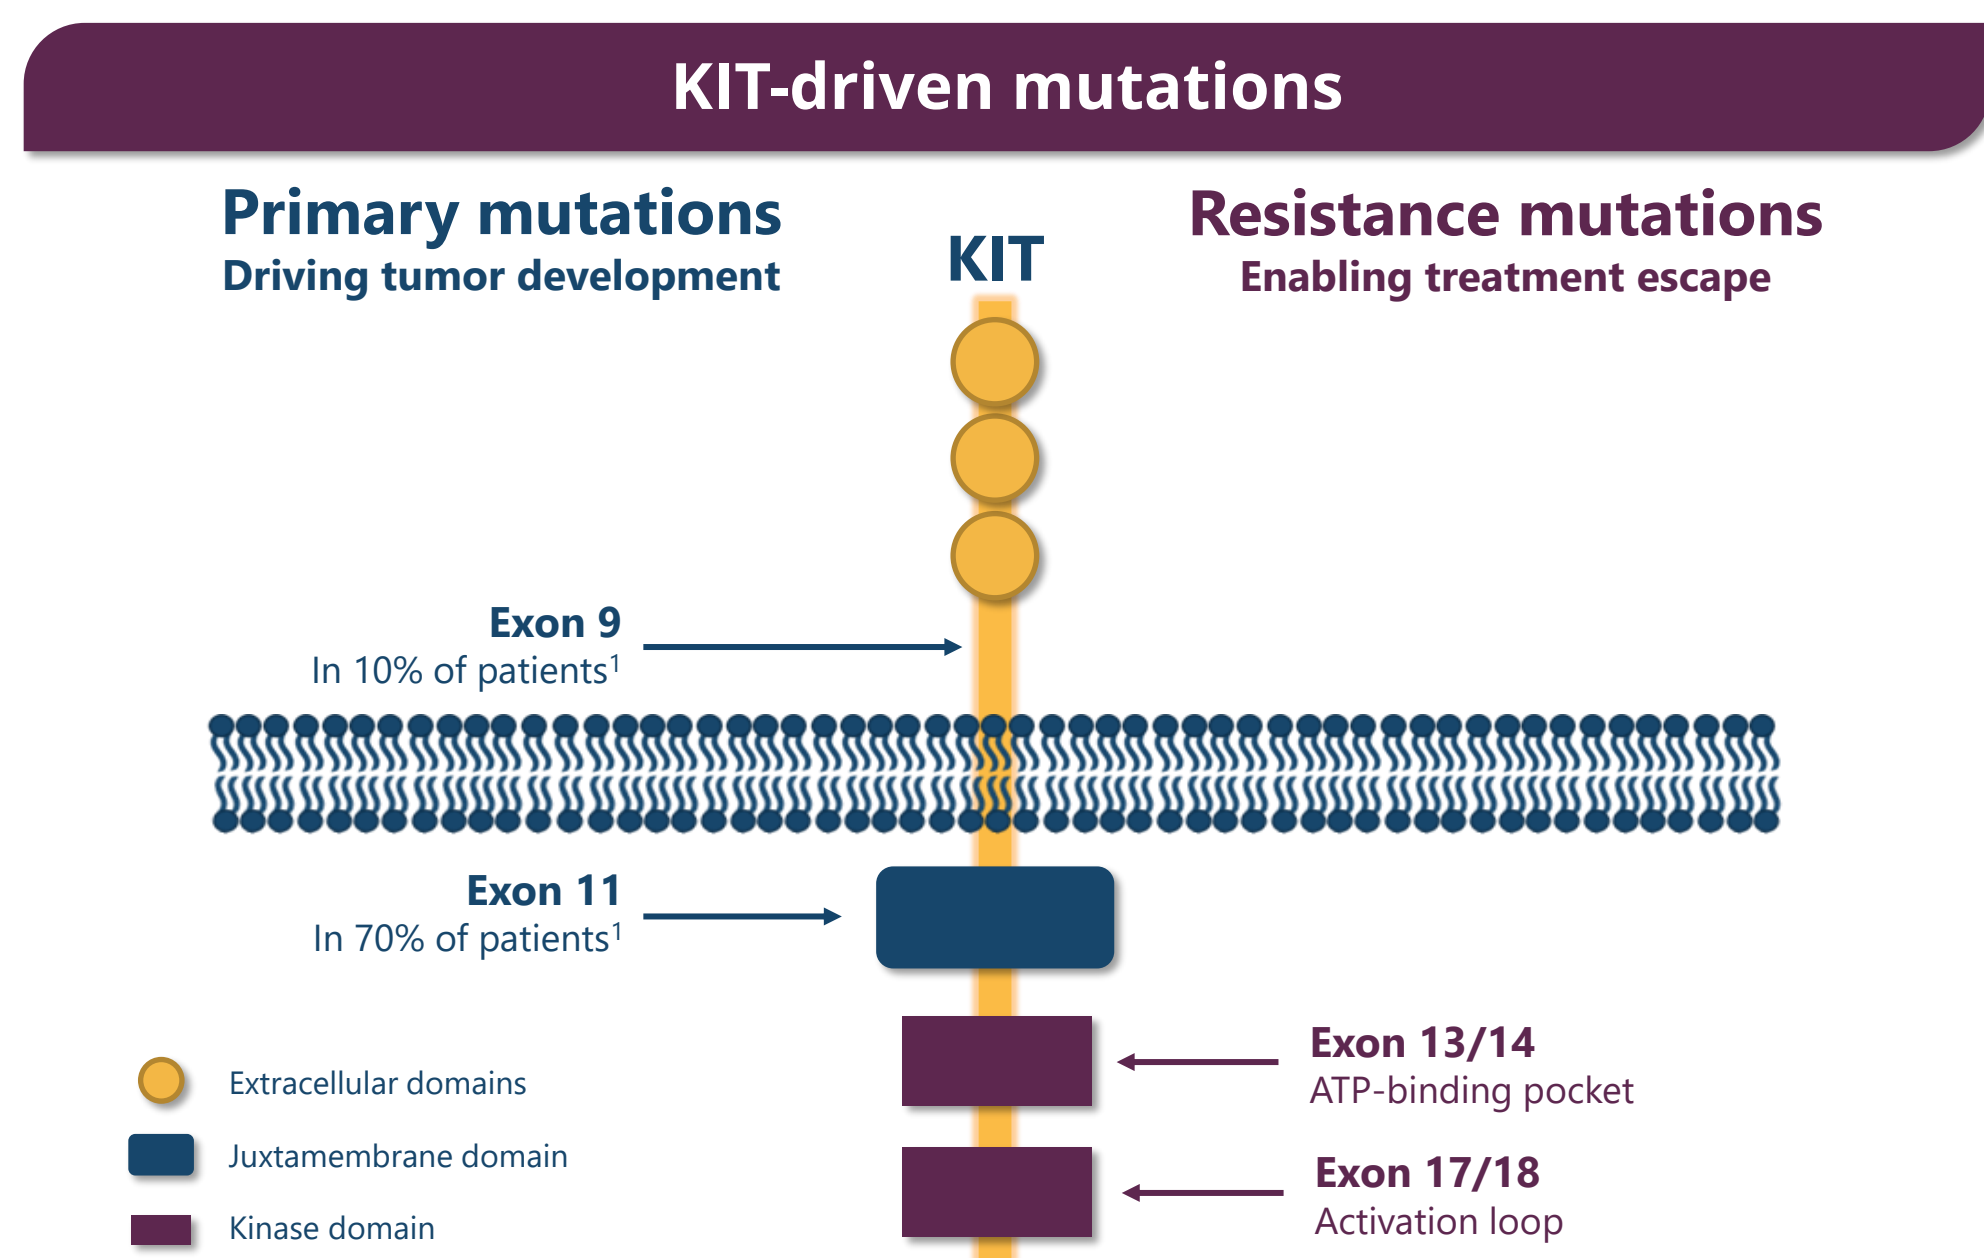 KIT-driven mutations
Primary mutations
Driving tumor development
KIT
Resistance mutations
Enabling treatment escape
Exon 9
In 10% of patients¹
Exon 11
In 70% of patients¹
Exon 13/14
ATP-binding pocket
Exon 17/18
Activation loop
Extracellular domains
Juxtamembrane domain
Kinase domain